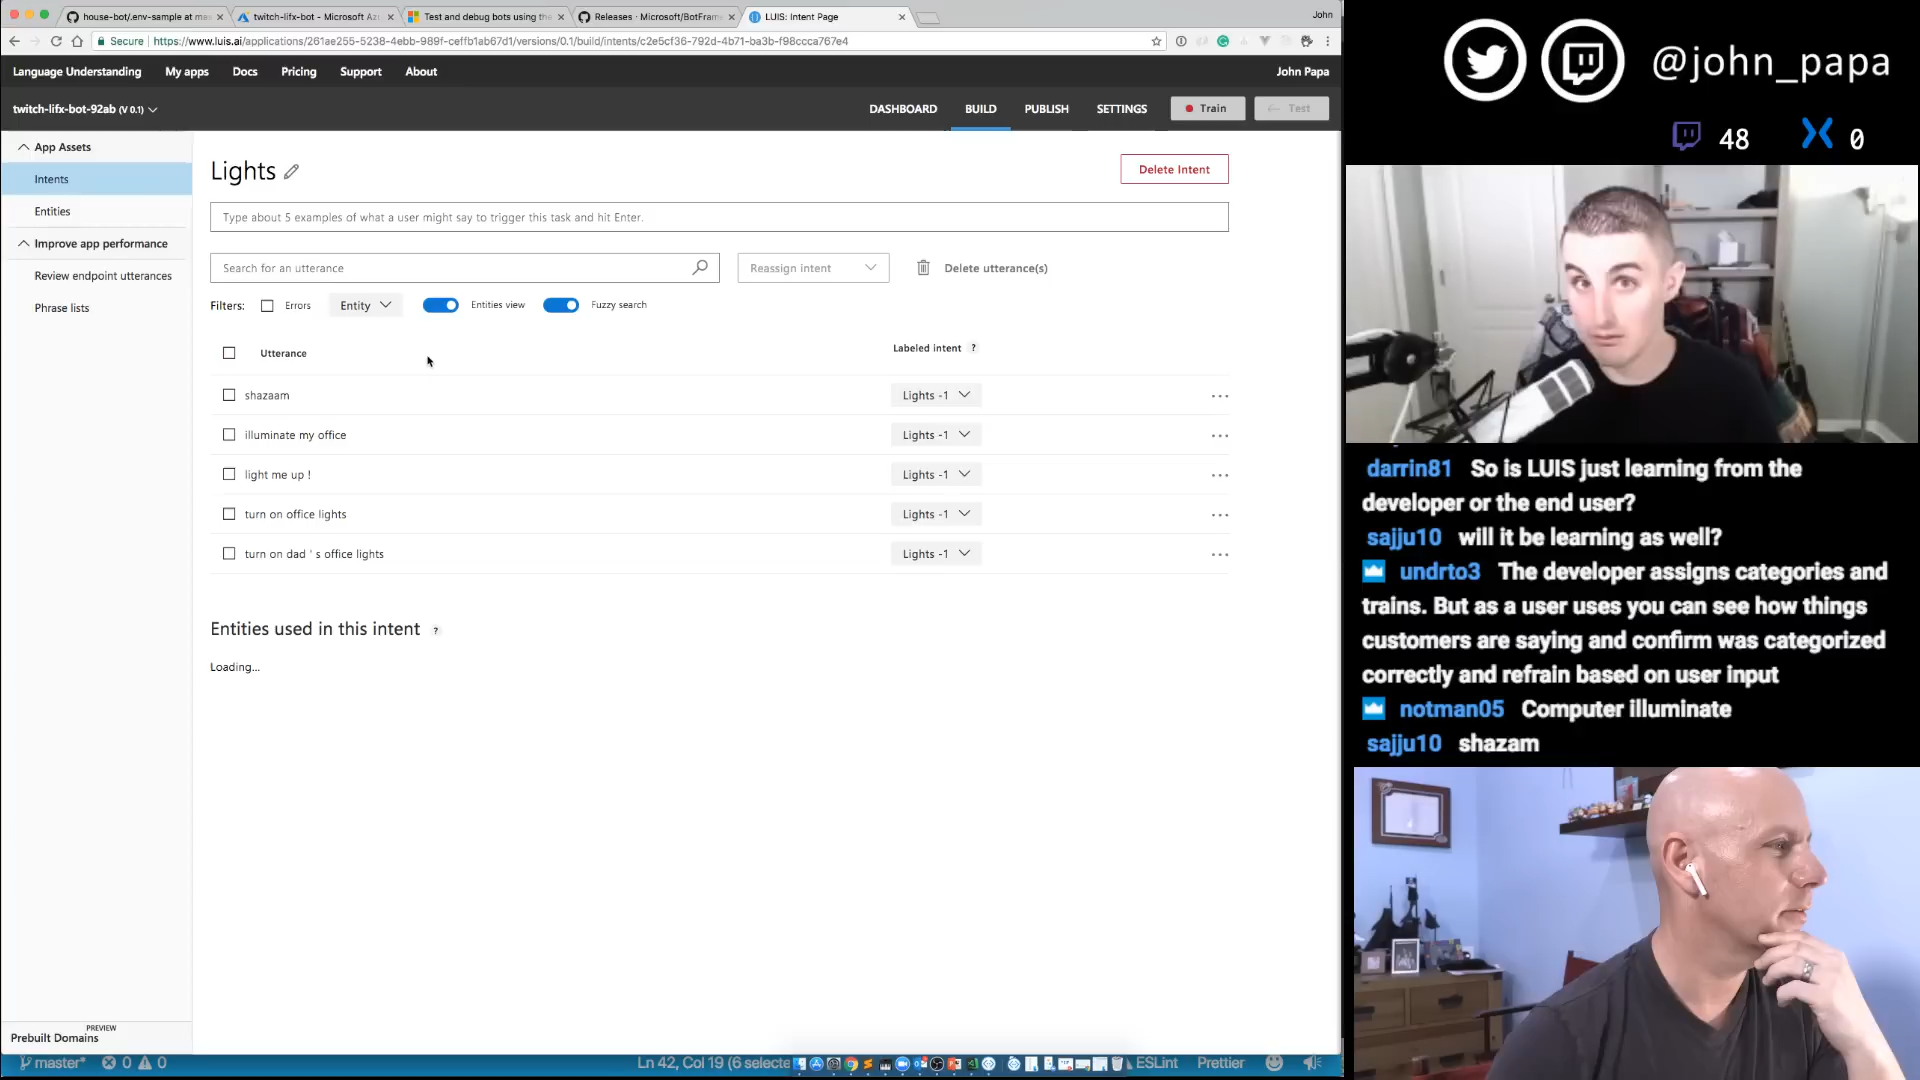 house-bot/.env-sample at mas
twitch-lifx-bot - Microsoft Az
Test and debug bots using the
Releases · Microsoft/BotFram
LUIS: Intent Page
John
Secure
https://www.luis.ai/applications/261ae255-5238-4ebb-989f-ceffb1ab67d1/versions/0.1/build/intents/c2e5cf36-792d-4b71-ba3b-f98ccca767e4
Language Understanding
My apps
Docs
Pricing
Support
About
John Papa
twitch-lifx-bot-92ab (V 0.1)
DASHBOARD
BUILD
PUBLISH
SETTINGS
Train
Test
App Assets
Intents
Entities
Improve app performance
Review endpoint utterances
Phrase lists
PREVIEW
Prebuilt Domains
Lights
Delete Intent
Type about 5 examples of what a user might say to trigger this task and hit Enter.
Search for an utterance
Reassign intent
Delete utterance(s)
Filters:
Errors
Entity
Entities view
Fuzzy search
Utterance
Labeled intent ?
shazaam
Lights -1
illuminate my office
Lights -1
light me up !
Lights -1
turn on office lights
Lights -1
turn on dad ' s office lights
Lights -1
Entities used in this intent ?
Loading...
master*
0
0
Ln 42, Col 19 (6 selecte
ESLint
Prettier
@john_papa
48
0
darrin81 So is LUIS just learning from the
developer or the end user?
sajju10 will it be learning as well?
undrto3 The developer assigns categories and
trains. But as a user uses you can see how things
customers are saying and confirm was categorized
correctly and refrain based on user input
notman05 Computer illuminate
sajju10 shazam